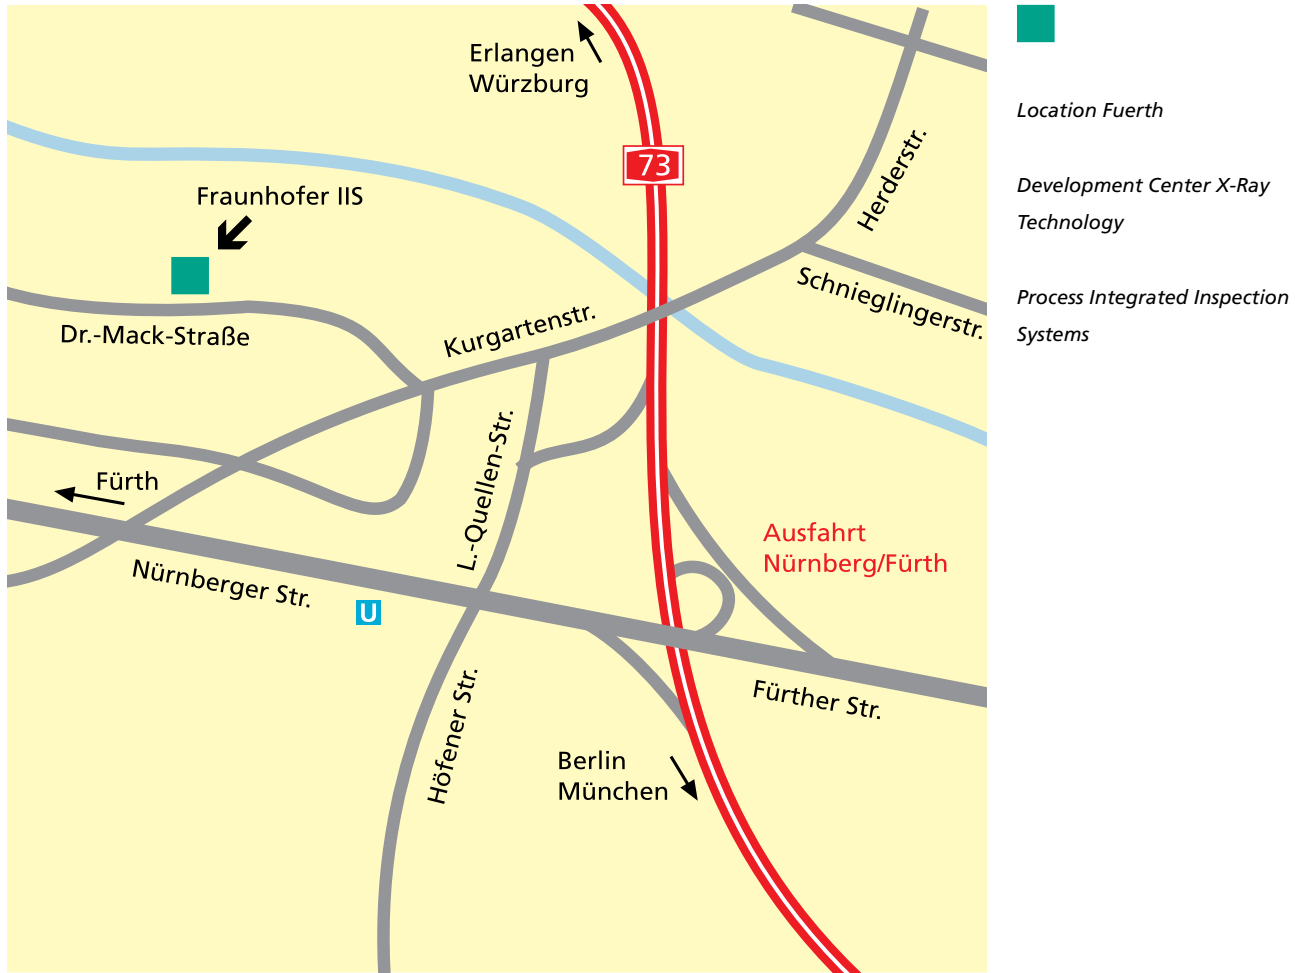 Erlangen
Würzburg
73
Herderstr.
Fraunhofer IIS
Schnieglingerstr.
Dr.-Mack-Straße
Kurgartenstr.
L.-Quellen-Str.
Fürth
Ausfahrt
Nürnberg/Fürth
Nürnberger Str.
U
Höfener Str.
Fürther Str.
Berlin
München
Location Fuerth
Development Center X-Ray
Technology
Process Integrated Inspection
Systems